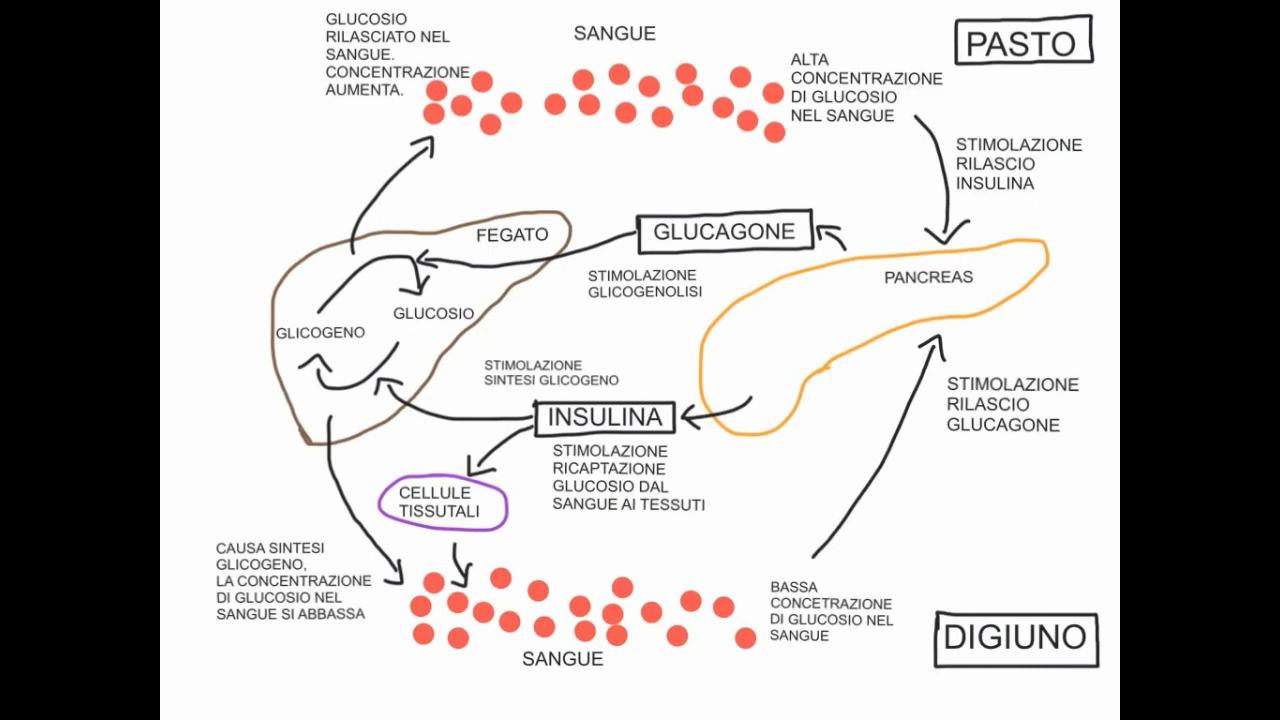 GLUCOSIO
RILASCIATO NEL
SANGUE.
CONCENTRAZIONE
AUMENTA.
SANGUE
ALTA
CONCENTRAZIONE
DI GLUCOSIO
NEL SANGUE
PASTO
STIMOLAZIONE
RILASCIO
INSULINA
FEGATO
GLUCAGONE
STIMOLAZIONE
GLICOGENOLISI
PANCREAS
GLUCOSIO
GLICOGENO
STIMOLAZIONE
SINTESI GLICOGENO
INSULINA
STIMOLAZIONE
RICAPTAZIONE
GLUCOSIO DAL
SANGUE AI TESSUTI
STIMOLAZIONE
RILASCIO
GLUCAGONE
CELLULE
TISSUTALI
CAUSA SINTESI
GLICOGENO,
LA CONCENTRAZIONE
DI GLUCOSIO NEL
SANGUE SI ABBASSA
SANGUE
BASSA
CONCETRAZIONE
DI GLUCOSIO NEL
SANGUE
DIGIUNO